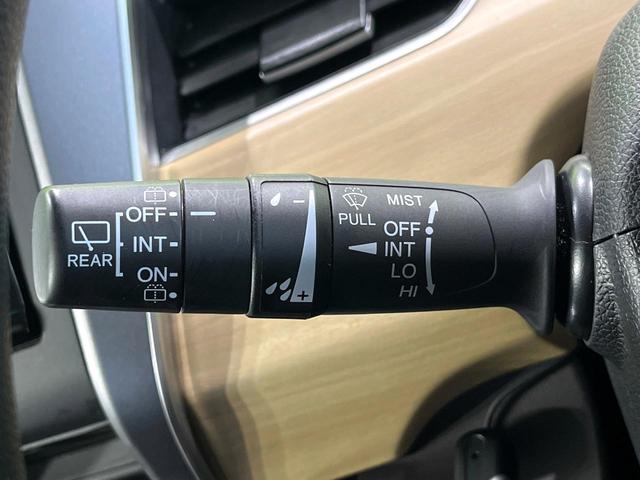 REAR
OFF
INT
ON
−
+
PULL
MIST
OFF
INT
LO
HI